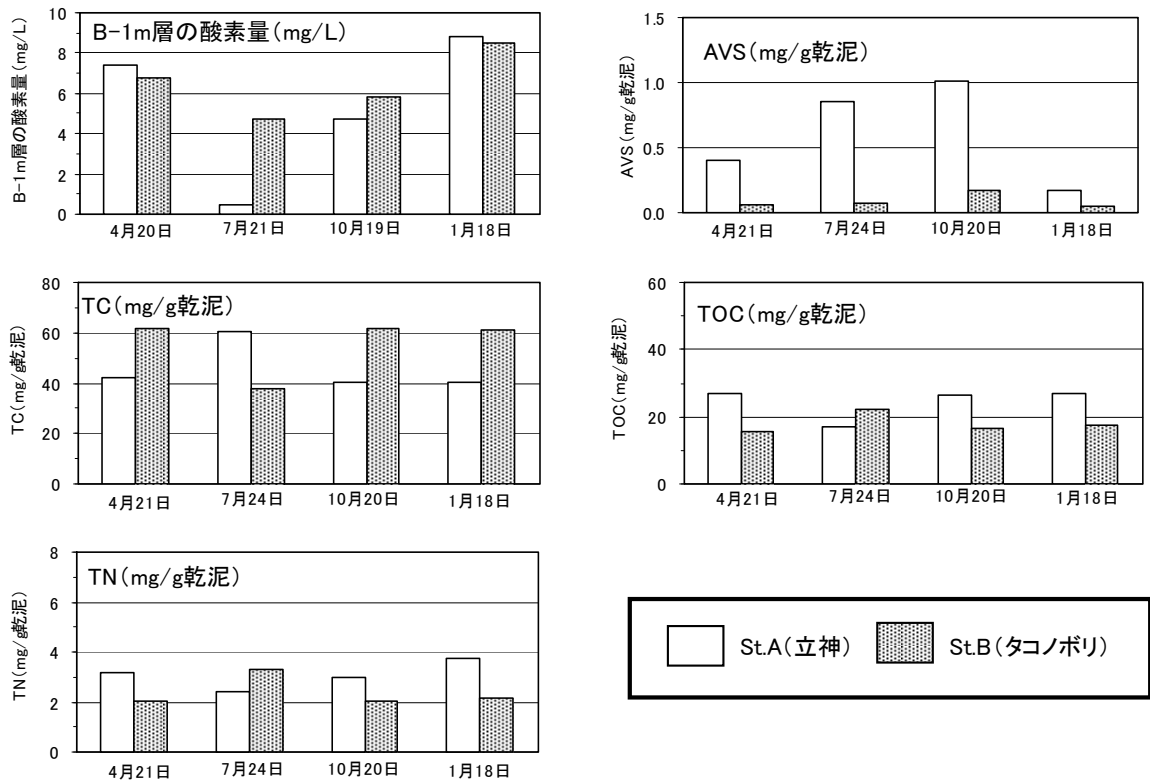 B-1m層の酸素量(mg/L)
B-1m層の酸素量(mg/L)
10
8
6
4
2
0
4月20日 7月21日 10月19日 1月18日
AVS(mg/g乾泥)
AVS(mg/g乾泥)
1.5
1.0
0.5
0.0
4月21日 7月24日 10月20日 1月18日
TC(mg/g乾泥)
TC(mg/g乾泥)
80
60
40
20
0
4月21日 7月24日 10月20日 1月18日
TOC(mg/g乾泥)
TOC(mg/g乾泥)
60
40
20
0
4月21日 7月24日 10月20日 1月18日
TN(mg/g乾泥)
TN(mg/g乾泥)
8
6
4
2
0
4月21日 7月24日 10月20日 1月18日
St.A(立神) St.B(タコノボリ)